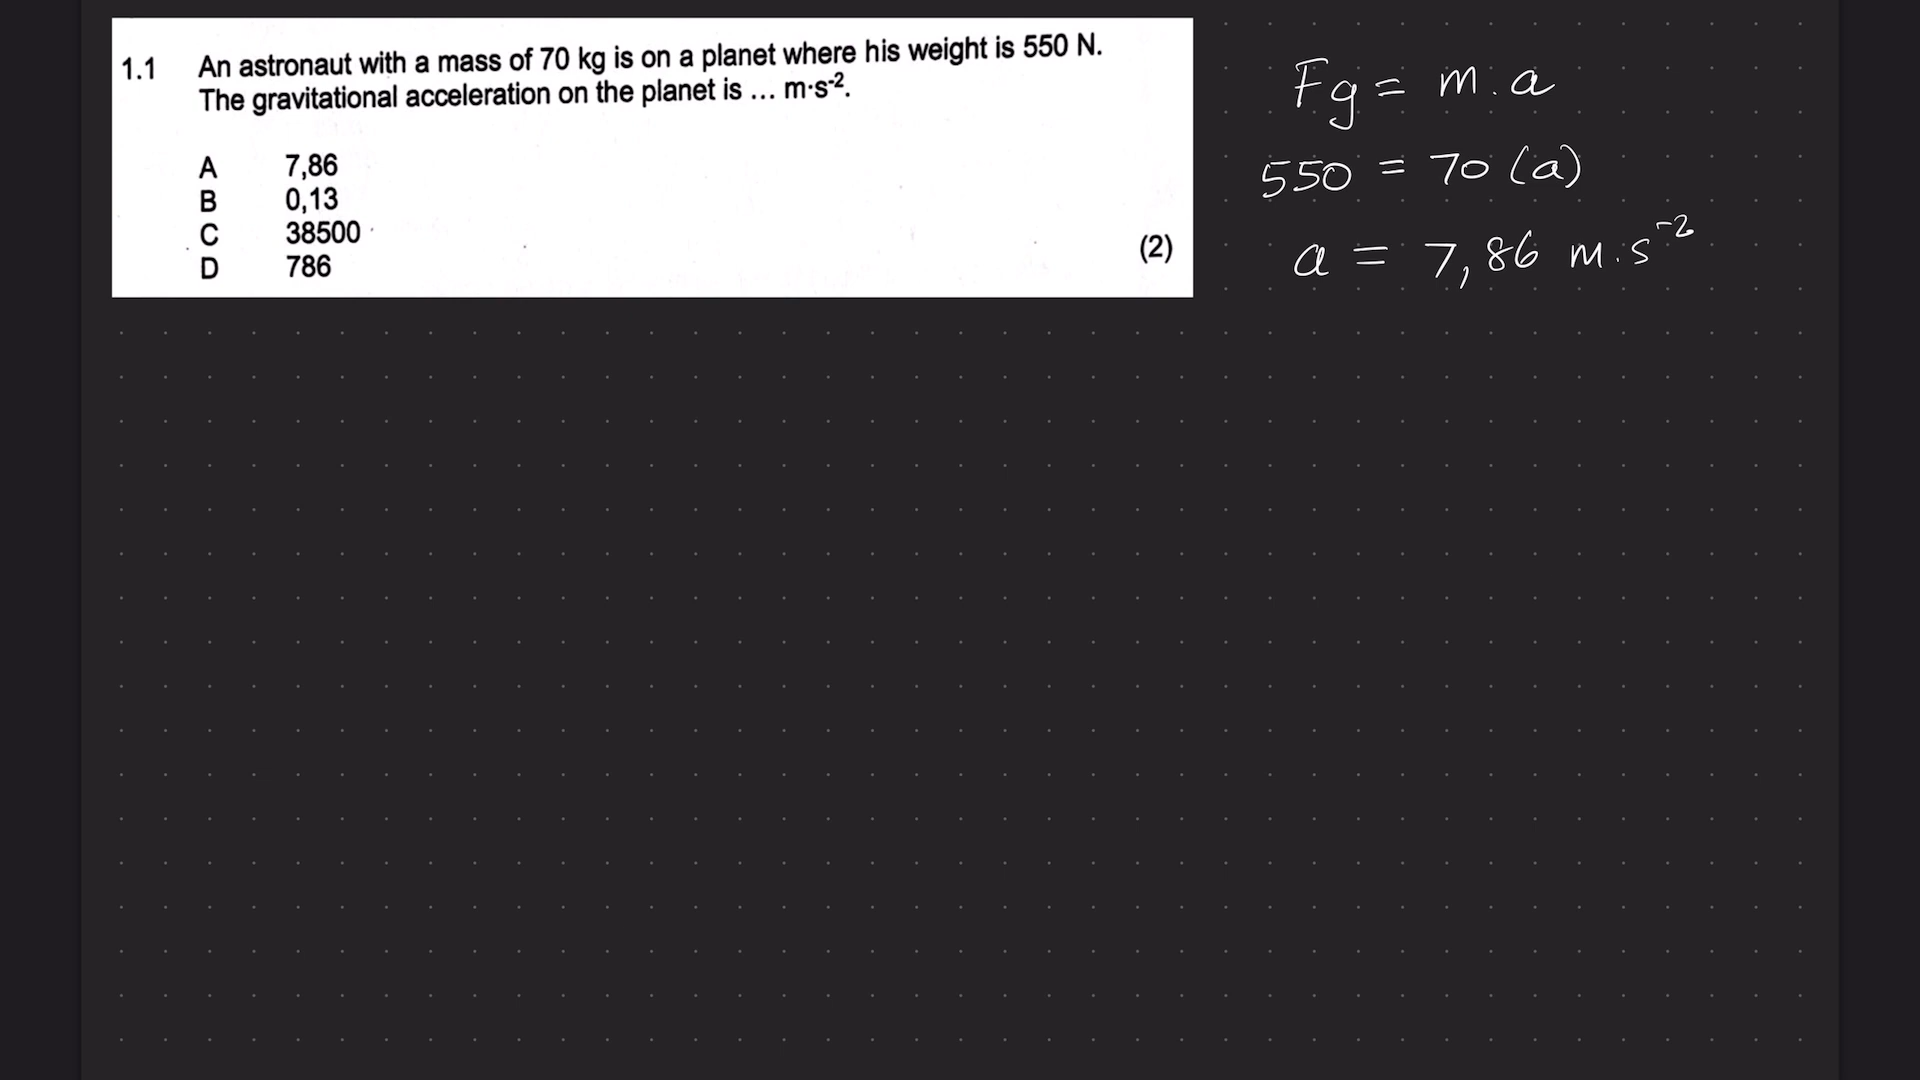 1.1 An astronaut with a mass of 70 kg is on a planet where his weight is 550 N.
The gravitational acceleration on the planet is ... m·s⁻².
A 7,86
B 0,13
C 38500
D 786
(2)
Fg = m.a
550 = 70 (a)
a = 7,86 m.s⁻²